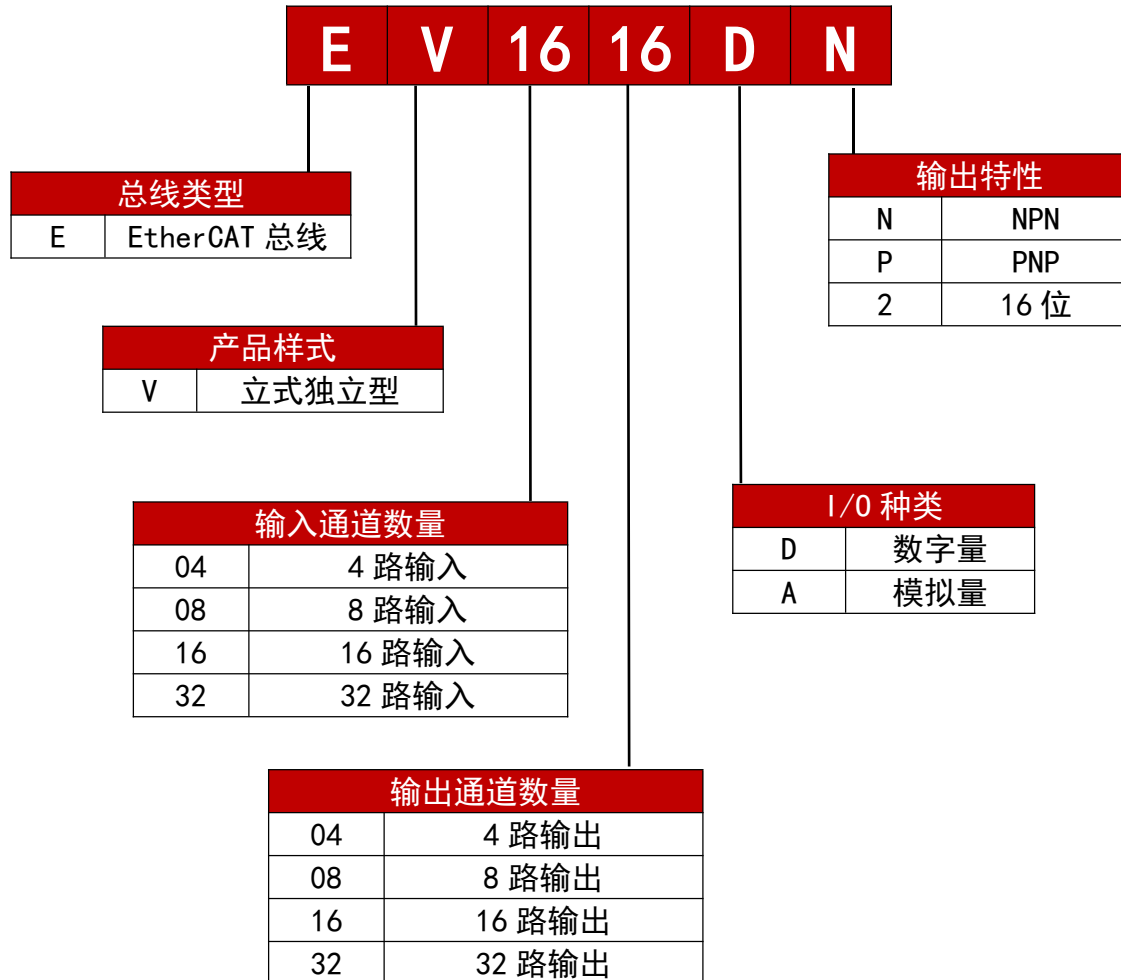 E V 16 16 D N
总线类型
E EtherCAT 总线
输出特性
N NPN
P PNP
2 16 位
产品样式
V 立式独立型
输入通道数量
04 4 路输入
08 8 路输入
16 16 路输入
32 32 路输入
I/O 种类
D 数字量
A 模拟量
输出通道数量
04 4 路输出
08 8 路输出
16 16 路输出
32 32 路输出